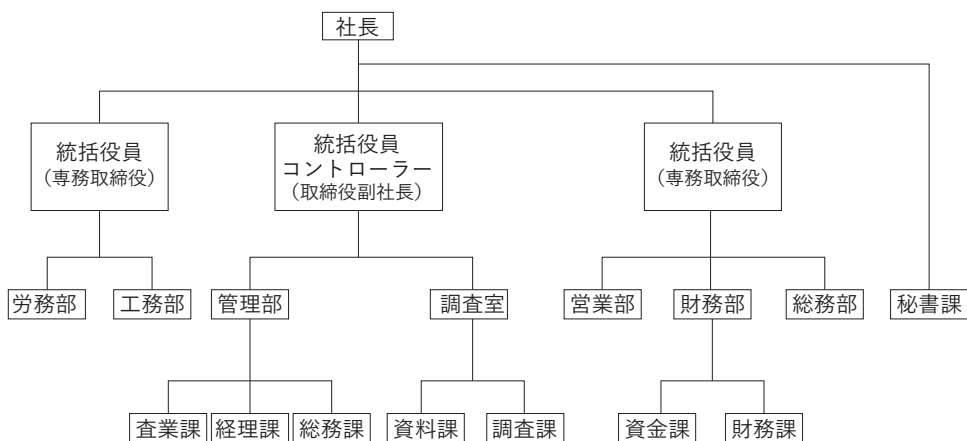 社長
統括役員
(専務取締役)
統括役員
コントローラー
(取締役副社長)
統括役員
(専務取締役)
労務部
工務部
管理部
調査室
営業部
財務部
総務部
秘書課
査業課
経理課
総務課
資料課
調査課
資金課
財務課